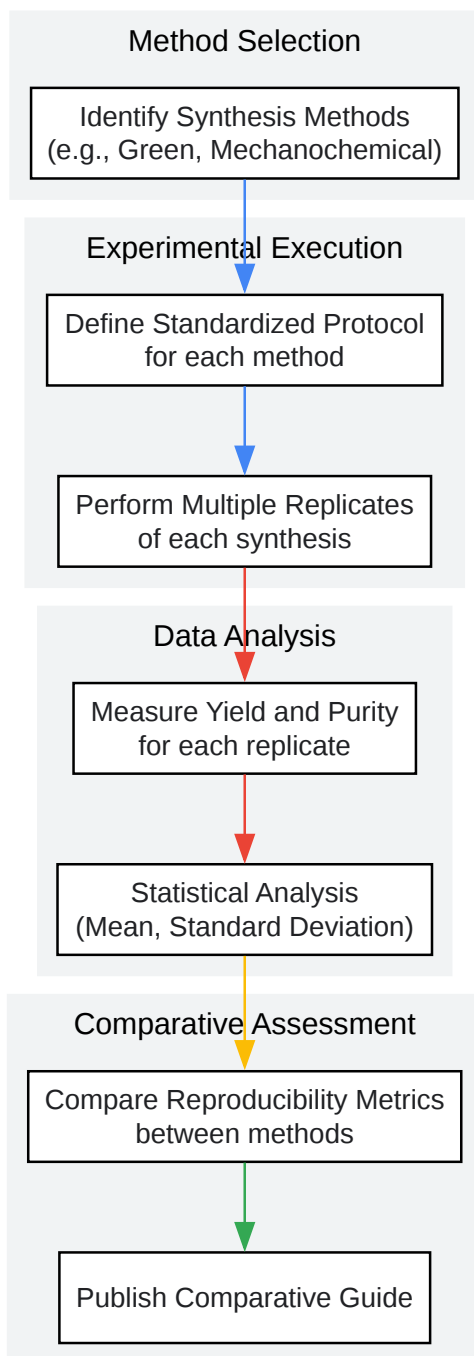 Method Selection
Identify Synthesis Methods
(e.g., Green, Mechanochemical)
Experimental Execution
Define Standardized Protocol
for each method
Perform Multiple Replicates
of each synthesis
Data Analysis
Measure Yield and Purity
for each replicate
Statistical Analysis
(Mean, Standard Deviation)
Comparative Assessment
Compare Reproducibility Metrics
between methods
Publish Comparative Guide